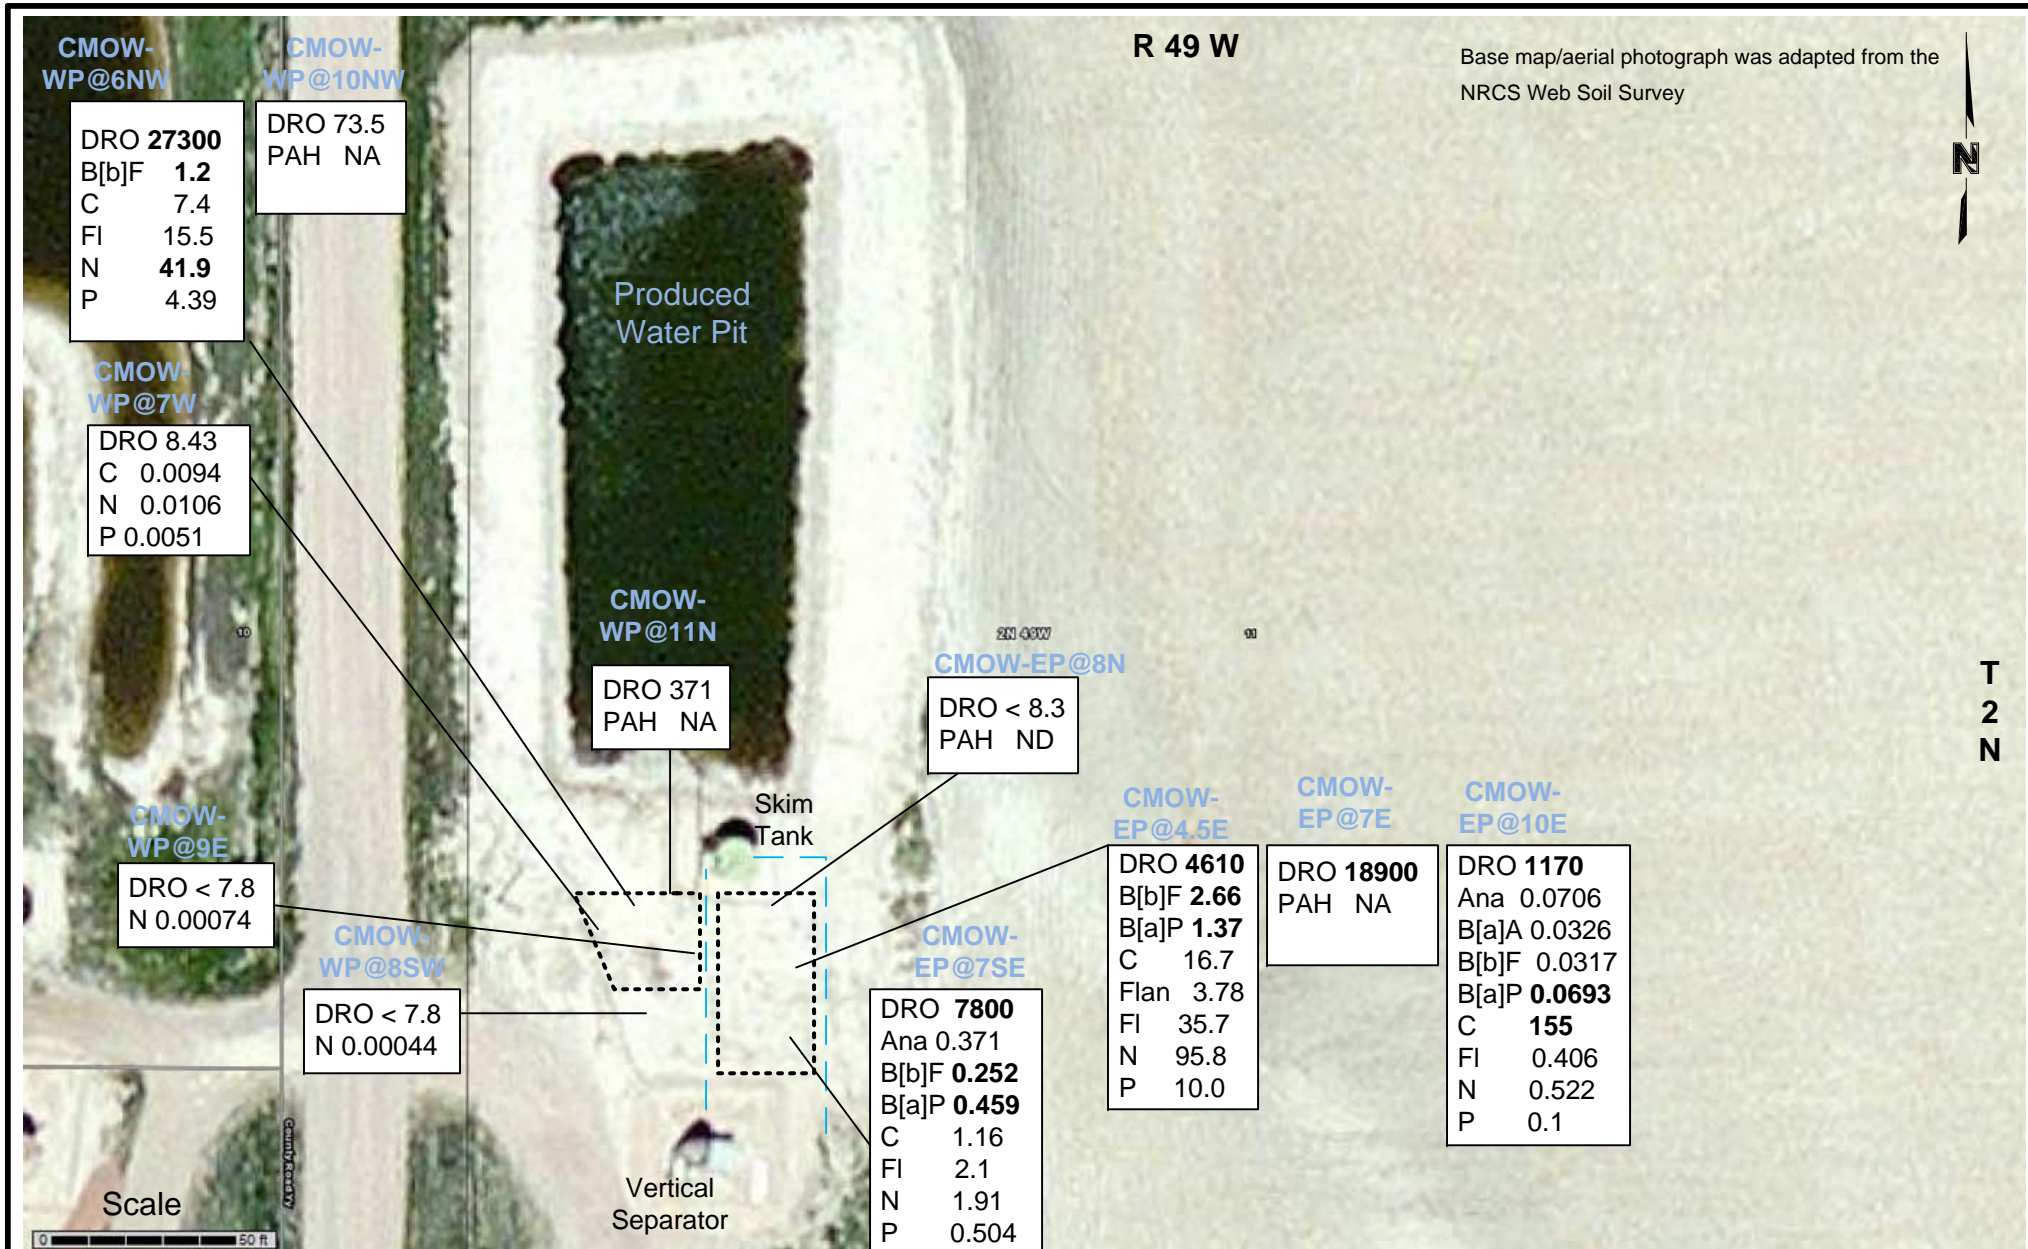 CMOW-
WP@6NW
DRO 27300
B[b]F 1.2
C 7.4
Fl 15.5
N 41.9
P 4.39
CMOW-
WP@10NW
DRO 73.5
PAH NA
R 49 W
Base map/aerial photograph was adapted from the
NRCS Web Soil Survey
N
Produced
Water Pit
CMOW-
WP@7W
DRO 8.43
C 0.0094
N 0.0106
P 0.0051
10
CMOW-
WP@11N
DRO 371
PAH NA
2N 49W
11
CMOW-EP@8N
DRO < 8.3
PAH ND
T
2
N
Skim
Tank
CMOW-
WP@9E
DRO < 7.8
N 0.00074
CMOW-
WP@8SW
DRO < 7.8
N 0.00044
CMOW-
EP@7SE
DRO 7800
Ana 0.371
B[b]F 0.252
B[a]P 0.459
C 1.16
Fl 2.1
N 1.91
P 0.504
CMOW-
EP@4.5E
DRO 4610
B[b]F 2.66
B[a]P 1.37
C 16.7
Flan 3.78
Fl 35.7
N 95.8
P 10.0
CMOW-
EP@7E
DRO 18900
PAH NA
CMOW-
EP@10E
DRO 1170
Ana 0.0706
B[a]A 0.0326
B[b]F 0.0317
B[a]P 0.0693
C 155
Fl 0.406
N 0.522
P 0.1
County Road Yy
Vertical
Separator
Scale
0 50 ft